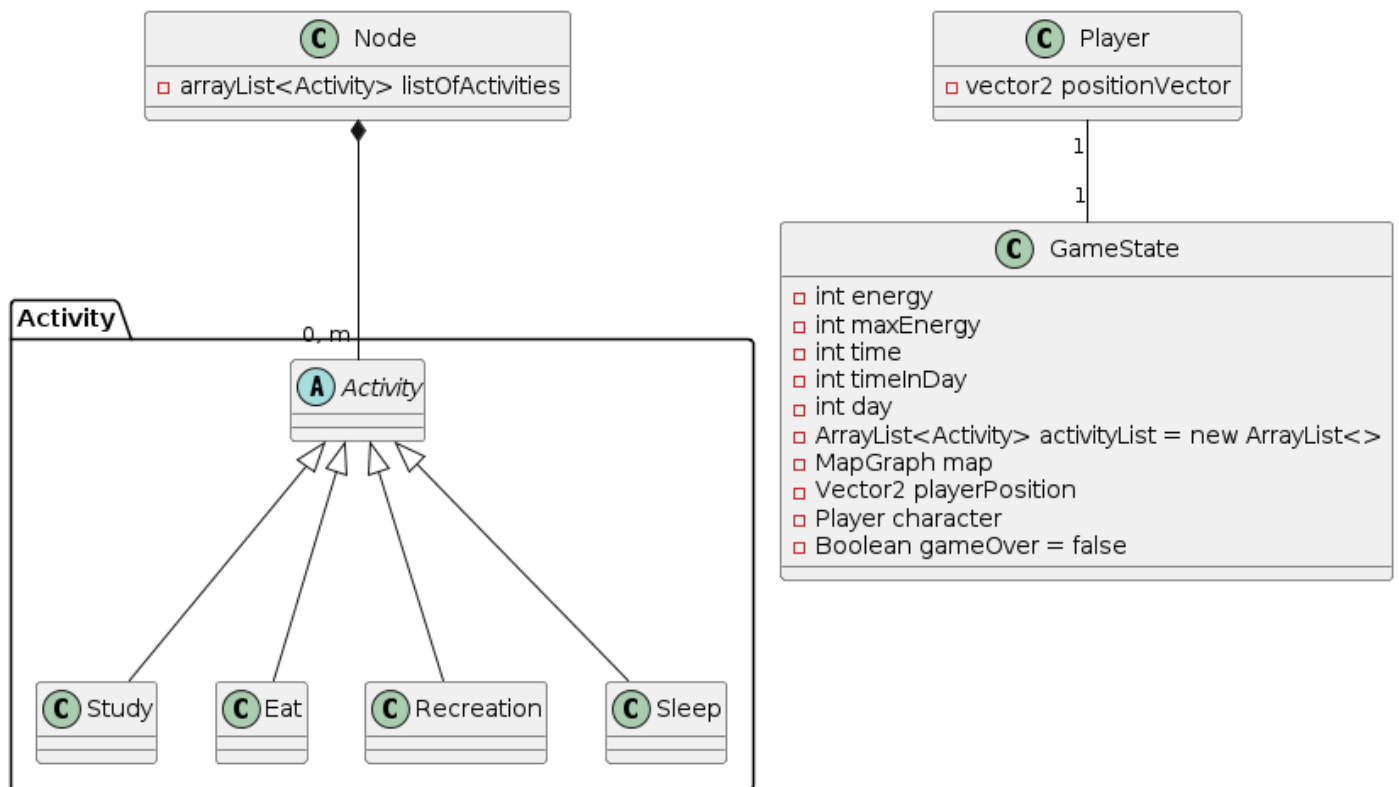 C Node
arrayList<Activity> listOfActivities
C Player
vector2 positionVector
1
1
C GameState
int energy
int maxEnergy
int time
int timeInDay
int day
ArrayList<Activity> activityList = new ArrayList<>
MapGraph map
Vector2 playerPosition
Player character
Boolean gameOver = false
Activity
0, m
A Activity
C Study
C Eat
C Recreation
C Sleep